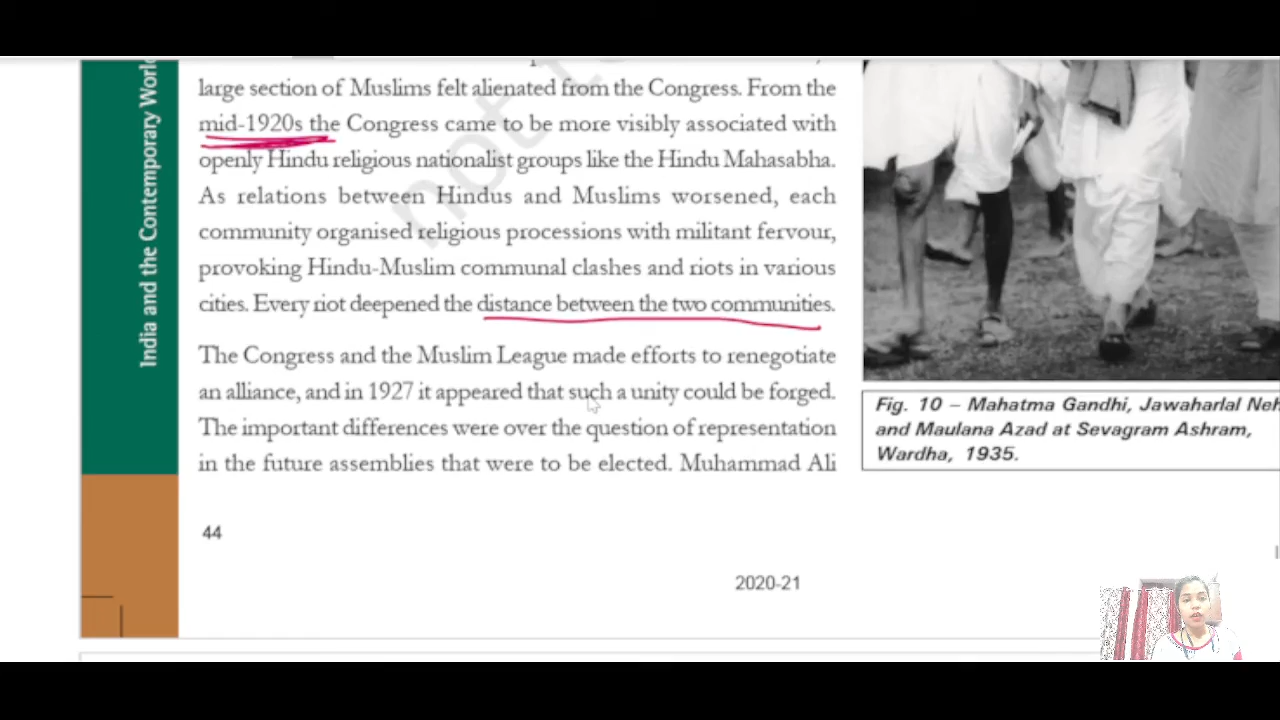 India and the Contemporary World
large section of Muslims felt alienated from the Congress. From the
mid-1920s the Congress came to be more visibly associated with
openly Hindu religious nationalist groups like the Hindu Mahasabha.
As relations between Hindus and Muslims worsened, each
community organised religious processions with militant fervour,
provoking Hindu-Muslim communal clashes and riots in various
cities. Every riot deepened the distance between the two communities.
The Congress and the Muslim League made efforts to renegotiate
an alliance, and in 1927 it appeared that such a unity could be forged.
The important differences were over the question of representation
in the future assemblies that were to be elected. Muhammad Ali
Fig. 10 – Mahatma Gandhi, Jawaharlal Neh
and Maulana Azad at Sevagram Ashram,
Wardha, 1935.
44
2020-21
not